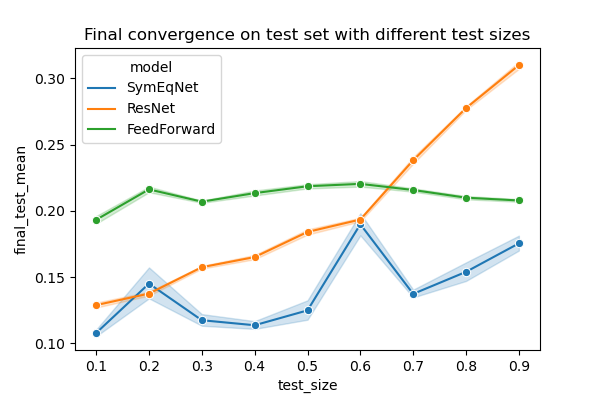 Final convergence on test set with different test sizes
model
SymEqNet
ResNet
FeedForward
final_test_mean
0.30
0.25
0.20
0.15
0.10
0.1 0.2 0.3 0.4 0.5 0.6 0.7 0.8 0.9
test_size